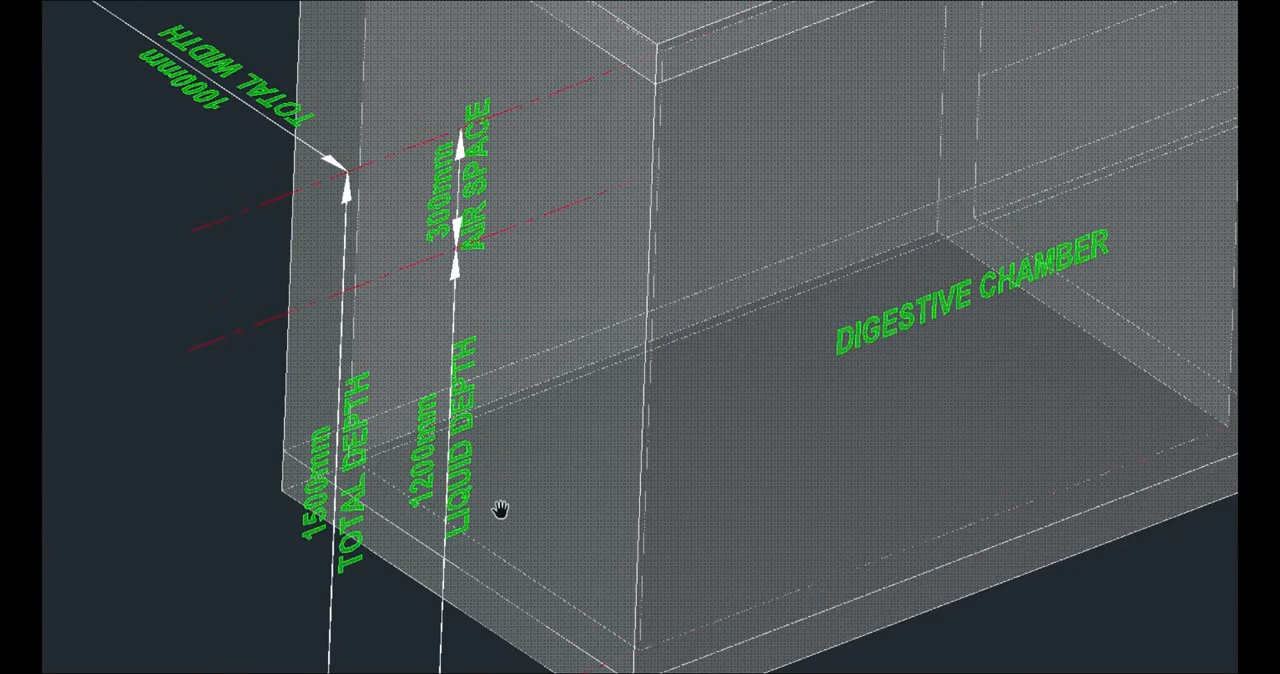 TOTAL WIDTH
1000mm
300mm
AIR SPACE
DIGESTIVE CHAMBER
1500mm
TOTAL DEPTH
1200mm
LIQUID DEPTH